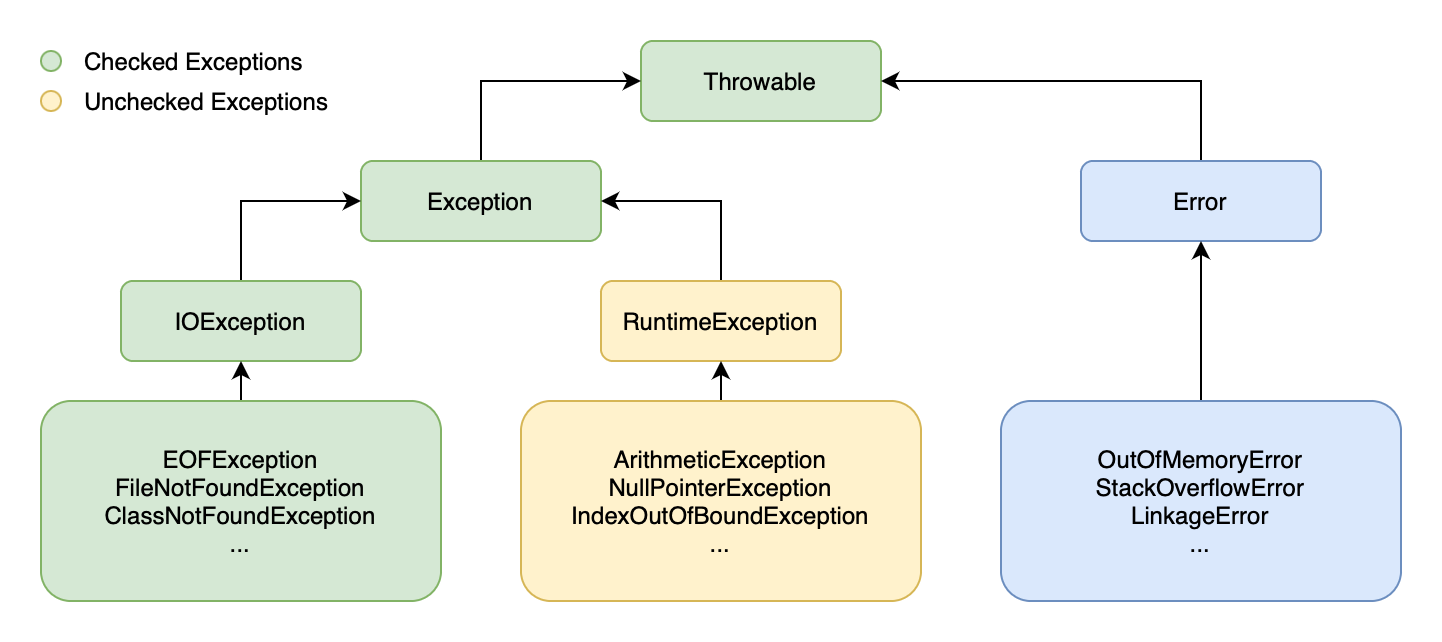 Checked Exceptions
Unchecked Exceptions
Throwable
Exception
Error
IOException
RuntimeException
EOFException
FileNotFoundException
ClassNotFoundException
...
ArithmeticException
NullPointerException
IndexOutOfBoundException
...
OutOfMemoryError
StackOverflowError
LinkageError
...